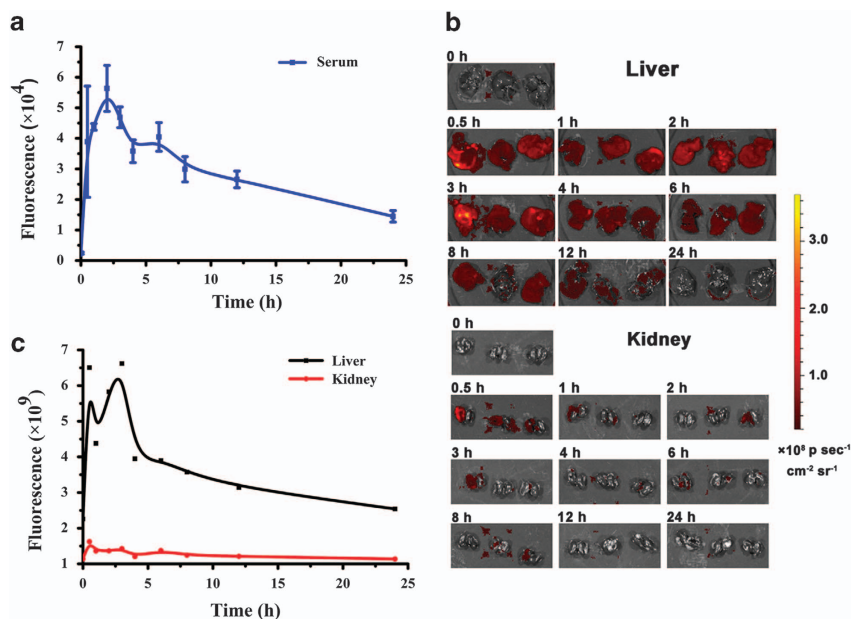 a
Fluorescence (×10⁴)
7
6
5
4
3
2
1
0
Serum
0 5 10 15 20 25
Time (h)
b
Liver
0 h
0.5 h 1 h 2 h
3 h 4 h 6 h
8 h 12 h 24 h
Kidney
0 h
0.5 h 1 h 2 h
3 h 4 h 6 h
8 h 12 h 24 h
3.0
2.0
1.0
×10⁸ p sec⁻¹
cm⁻² sr⁻¹
c
Fluorescence (×10⁹)
7
6
5
4
3
2
1
Liver
Kidney
0 5 10 15 20 25
Time (h)